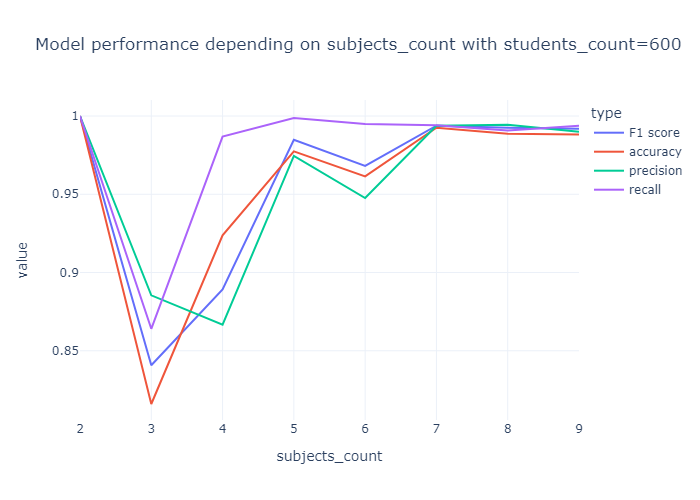 Model performance depending on subjects_count with students_count=600
type
F1 score
accuracy
precision
recall
value
1
0.95
0.9
0.85
2 3 4 5 6 7 8 9
subjects_count